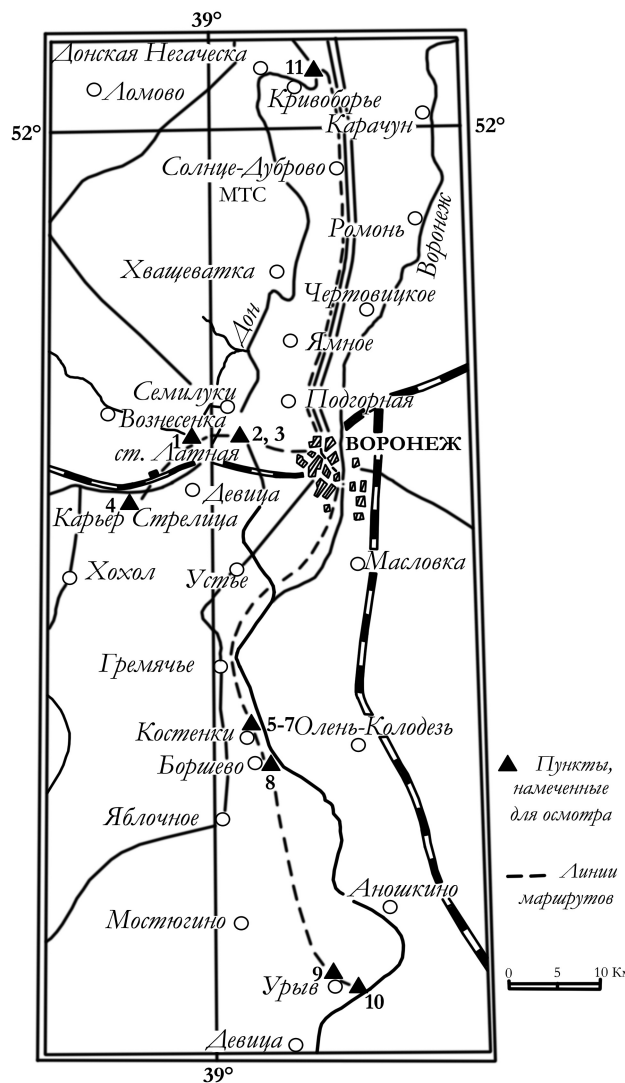 39°
Донская Негаческа
11
Ломово
Кривоборье
52°
Карачун
52°
Солнце-Дуброво
МТС
Ромонь
Воронеж
Хващеватка
Чертовицкое
Дон
Ямное
Семилуки
Подгорная
Вознесенка
1
2, 3
ВОРОНЕЖ
ст. Латная
Девица
4
Карьер Стрелица
Хохол
Устье
Масловка
Гремячье
5-7
Олень-Колодезь
Костенки
Боршево
8
Пункты,
намеченные
для осмотра
Яблочное
Линии
маршрутов
Аношкино
Мостюгино
9
Урыв
10
0 5 10 Км
Девица
39°